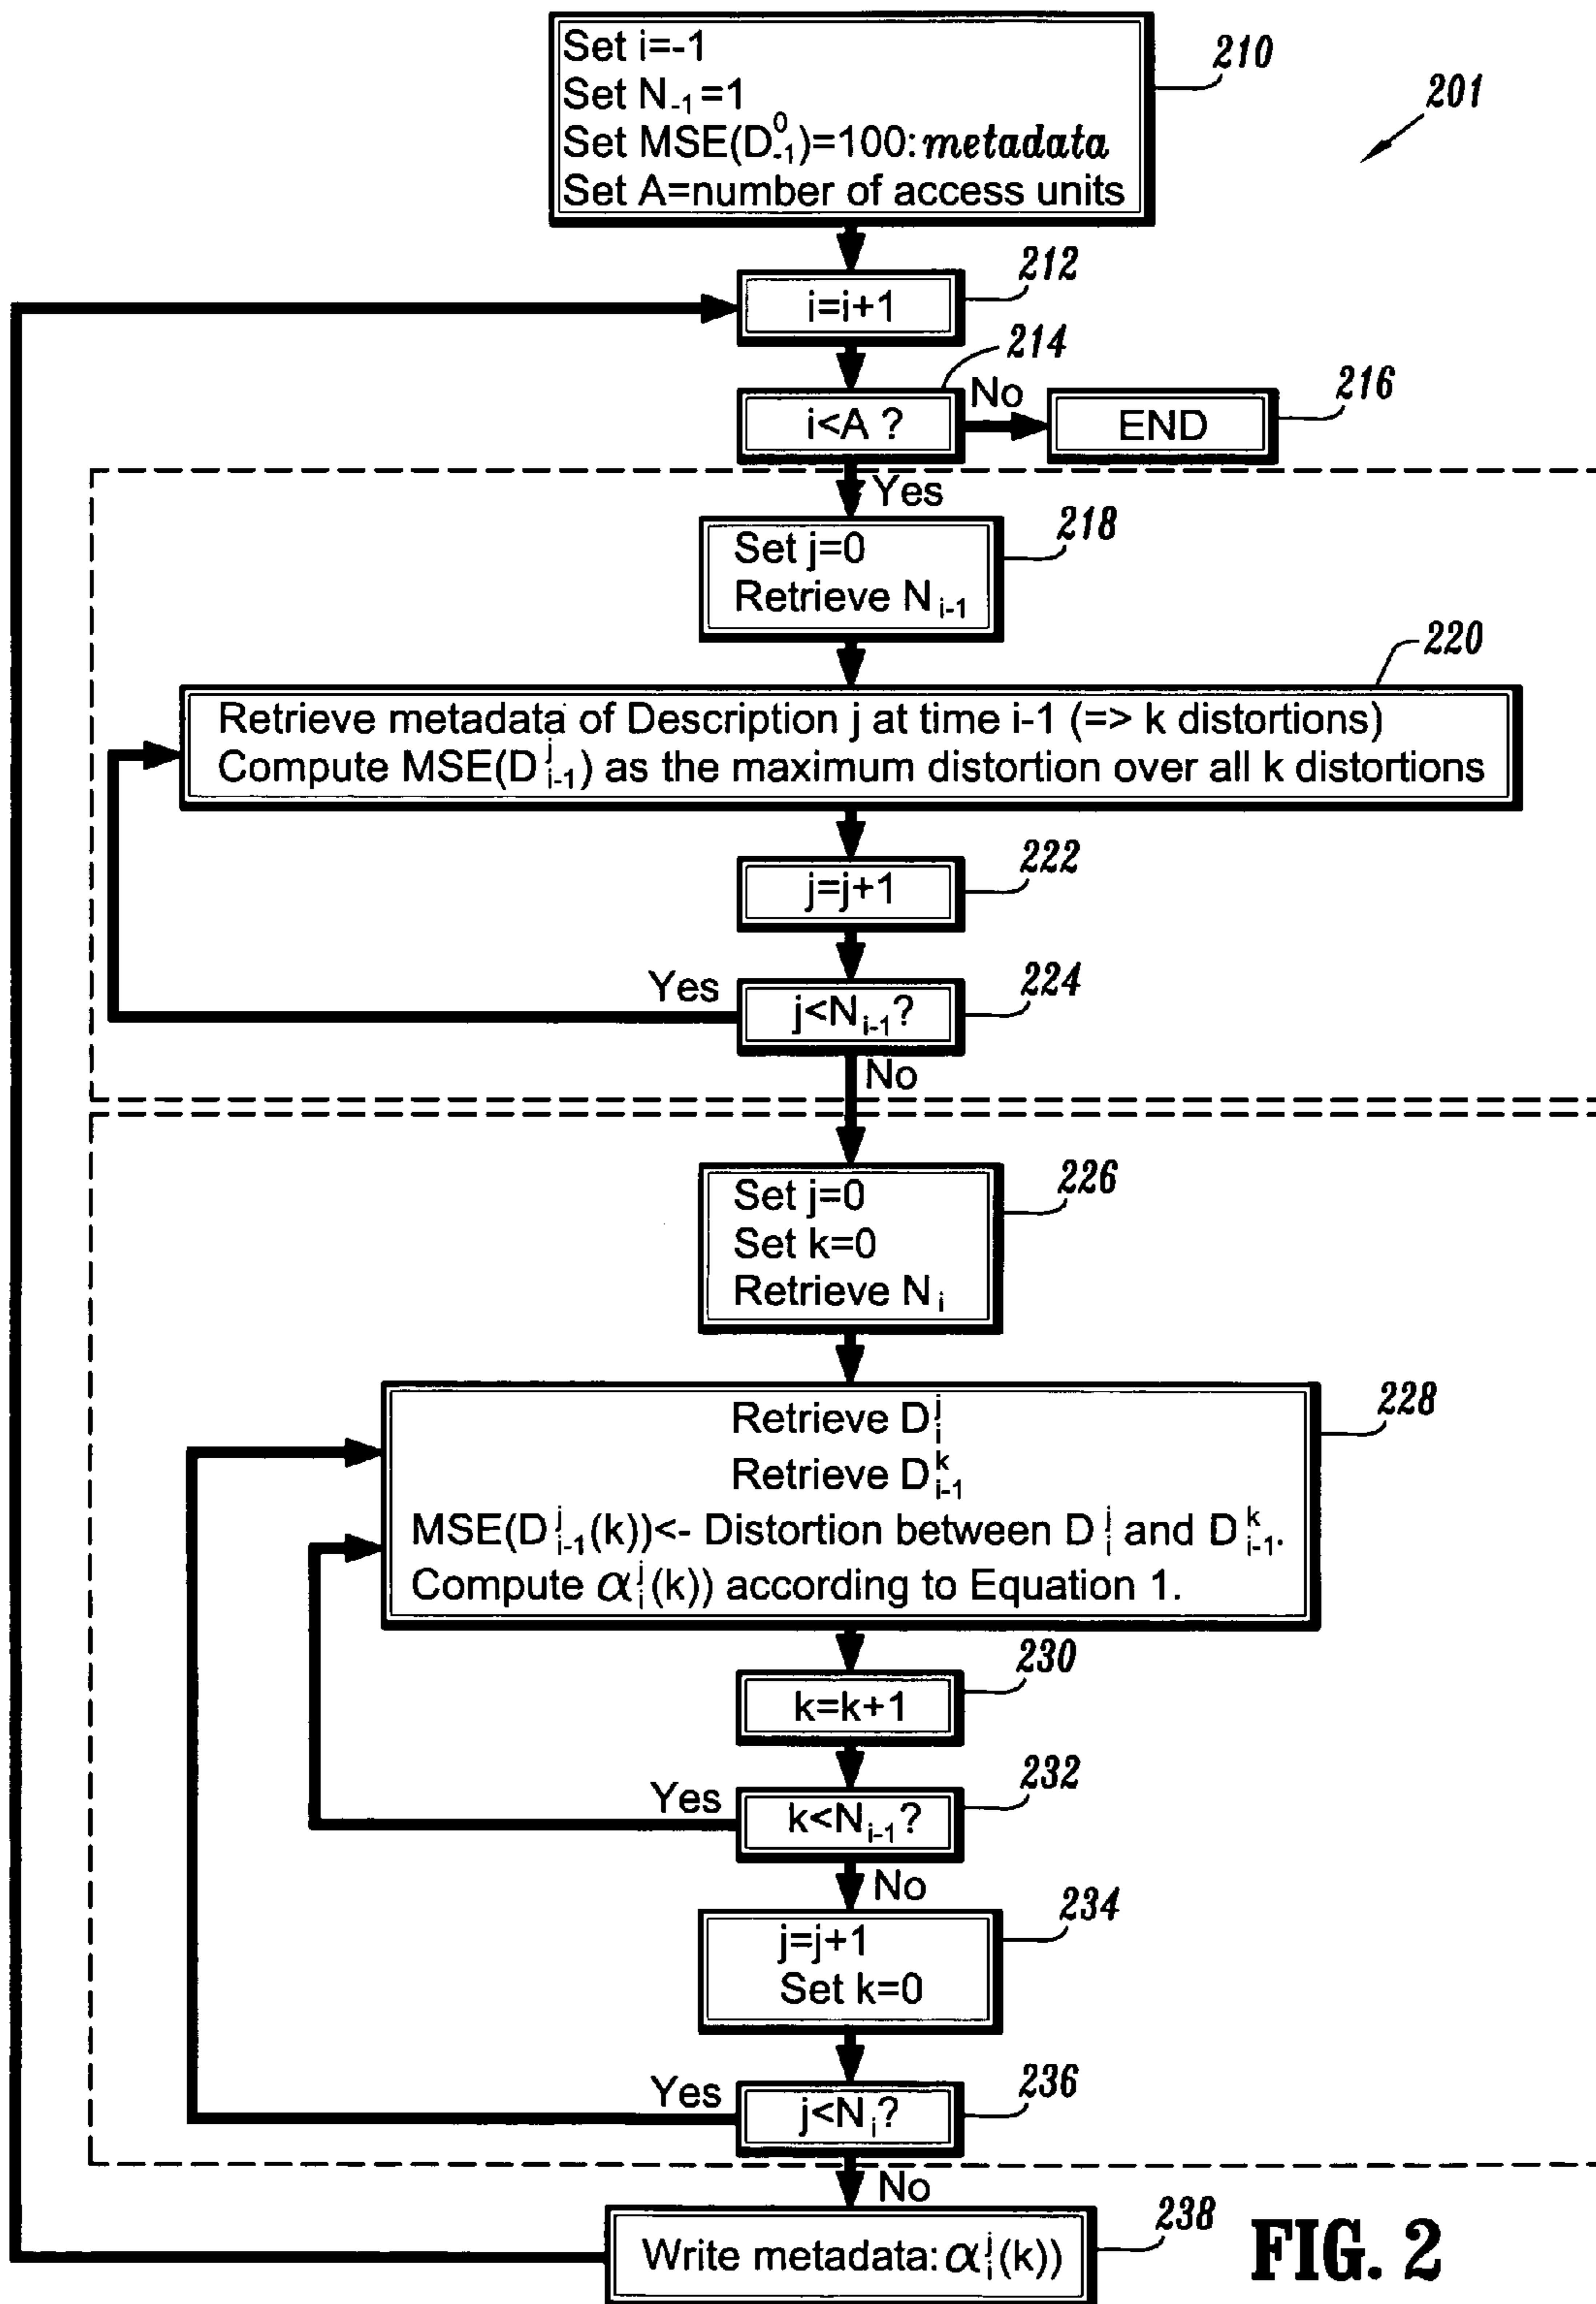 Set i=-1
Set N₋₁=1
Set MSE(D⁰₋₁)=100:metadata
Set A=number of access units
210
201
i=i+1
212
i<A ?
214
No
END
216
Yes
Set j=0
Retrieve Nᵢ₋₁
218
220
Retrieve metadata of Description j at time i-1 (=> k distortions)
Compute MSE(Dʲᵢ₋₁) as the maximum distortion over all k distortions
j=j+1
222
Yes
j<Nᵢ₋₁?
224
No
Set j=0
Set k=0
Retrieve Nᵢ
226
Retrieve Dʲᵢ
Retrieve Dᵏᵢ₋₁
MSE(Dʲᵢ₋₁(k))<- Distortion between Dʲᵢ and Dᵏᵢ₋₁.
Compute αʲᵢ(k)) according to Equation 1.
228
k=k+1
230
Yes
k<Nᵢ₋₁?
232
No
j=j+1
Set k=0
234
Yes
j<Nᵢ?
236
No
Write metadata:αʲᵢ(k))
238
FIG. 2